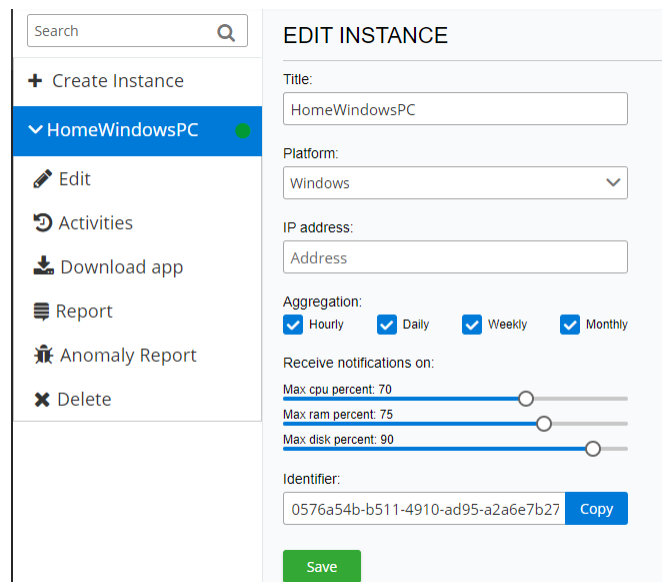 Search
Create Instance
HomeWindowsPC
Edit
Activities
Download app
Report
Anomaly Report
Delete
EDIT INSTANCE
Title:
HomeWindowsPC
Platform:
Windows
IP address:
Address
Aggregation:
Hourly Daily Weekly Monthly
Receive notifications on:
Max cpu percent: 70
Max ram percent: 75
Max disk percent: 90
Identifier:
0576a54b-b511-4910-ad95-a2a6e7b27 Copy
Save